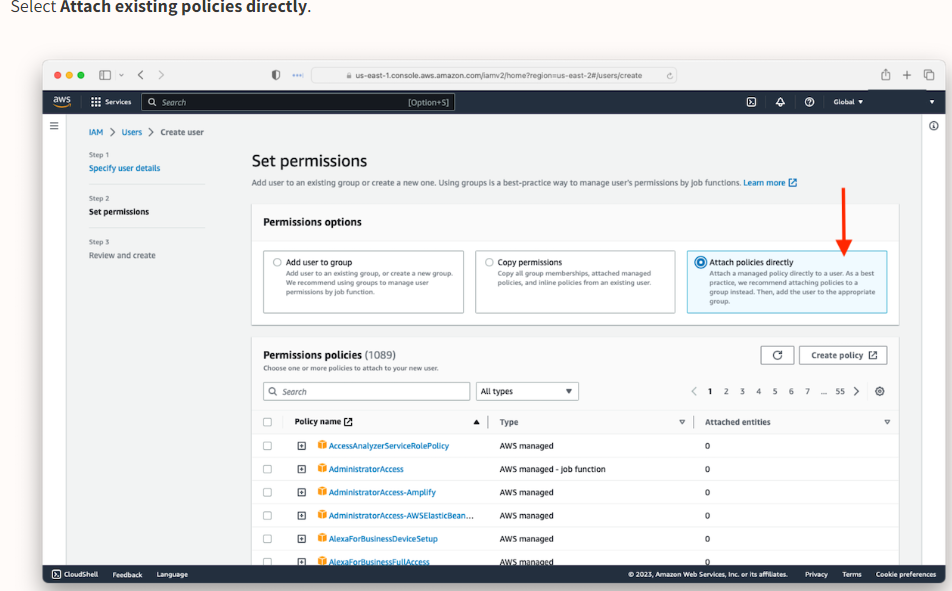 Select Attach existing policies directly.
us-east-1.console.aws.amazon.com/iamv2/home?region=us-east-2#/users/create
aws
Services
Search
[Option+S]
Global
IAM > Users > Create user
Step 1
Specify user details
Step 2
Set permissions
Step 3
Review and create
Set permissions
Add user to an existing group or create a new one. Using groups is a best-practice way to manage user's permissions by job functions. Learn more
Permissions options
Add user to group
Add user to an existing group, or create a new group.
We recommend using groups to manage user
permissions by job function.
Copy permissions
Copy all group memberships, attached managed
policies, and inline policies from an existing user.
Attach policies directly
Attach a managed policy directly to a user. As a best
practice, we recommend attaching policies to a
group instead. Then, add the user to the appropriate
group.
Permissions policies (1089)
Choose one or more policies to attach to your new user.
Create policy
Search
All types
1 2 3 4 5 6 7 ... 55
Policy name Type Attached entities
AccessAnalyzerServiceRolePolicy AWS managed 0
AdministratorAccess AWS managed - job function 0
AdministratorAccess-Amplify AWS managed 0
AdministratorAccess-AWSElasticBean... AWS managed 0
AlexaForBusinessDeviceSetup AWS managed 0
AlexaForBusinessFullAccess AWS managed 0
CloudShell Feedback Language © 2023, Amazon Web Services, Inc. or its affiliates. Privacy Terms Cookie preferences